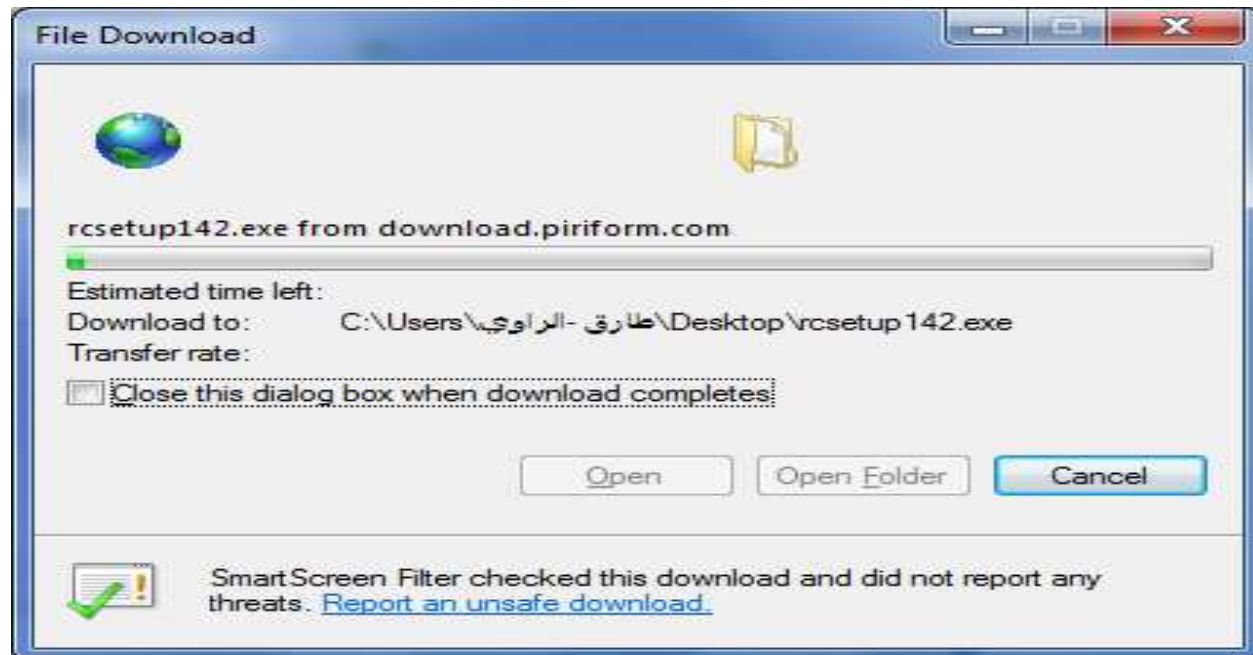 File Download
rcsetup142.exe from download.piriform.com
Estimated time left:
Download to: C:\Users\طارق -الراوي\Desktop\rcsetup142.exe
Transfer rate:
Close this dialog box when download completes
Open Open Folder Cancel
SmartScreen Filter checked this download and did not report any
threats. Report an unsafe download.